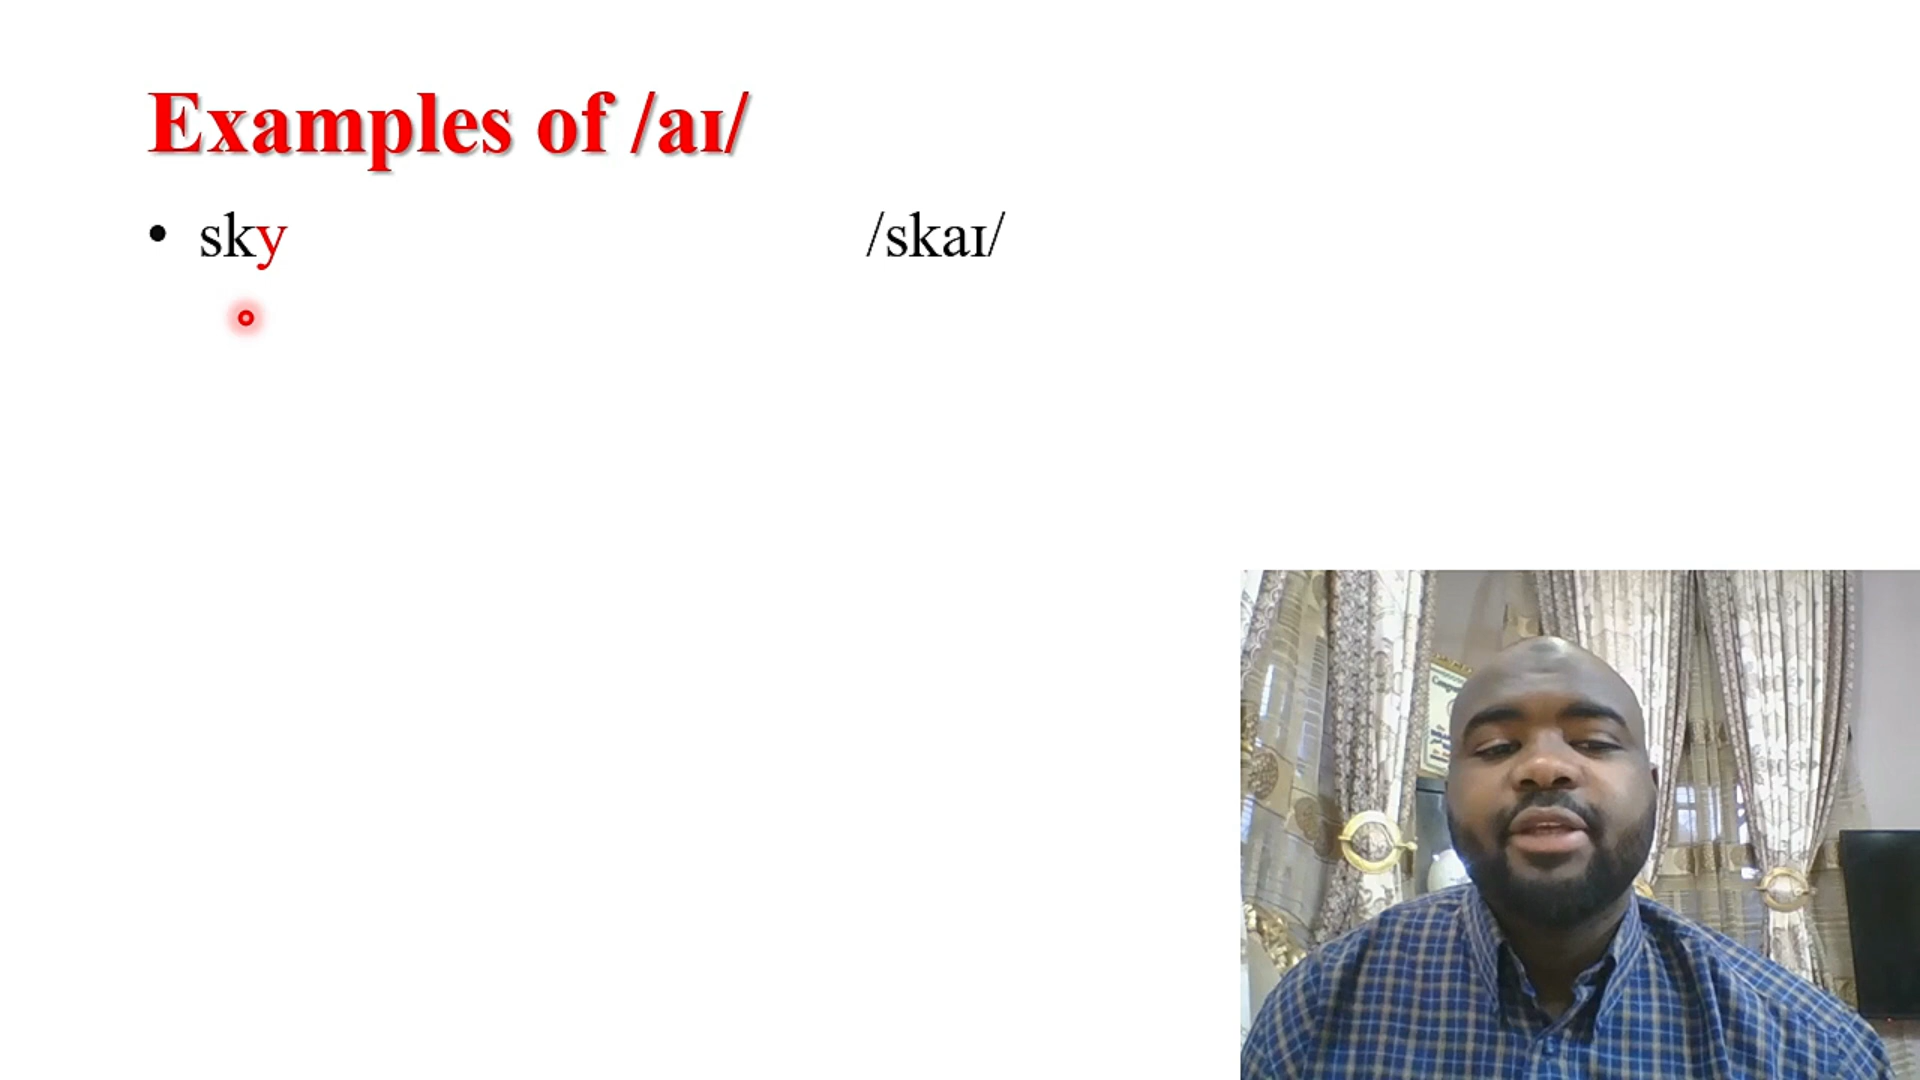 Examples of /aɪ/
• sky /skaɪ/